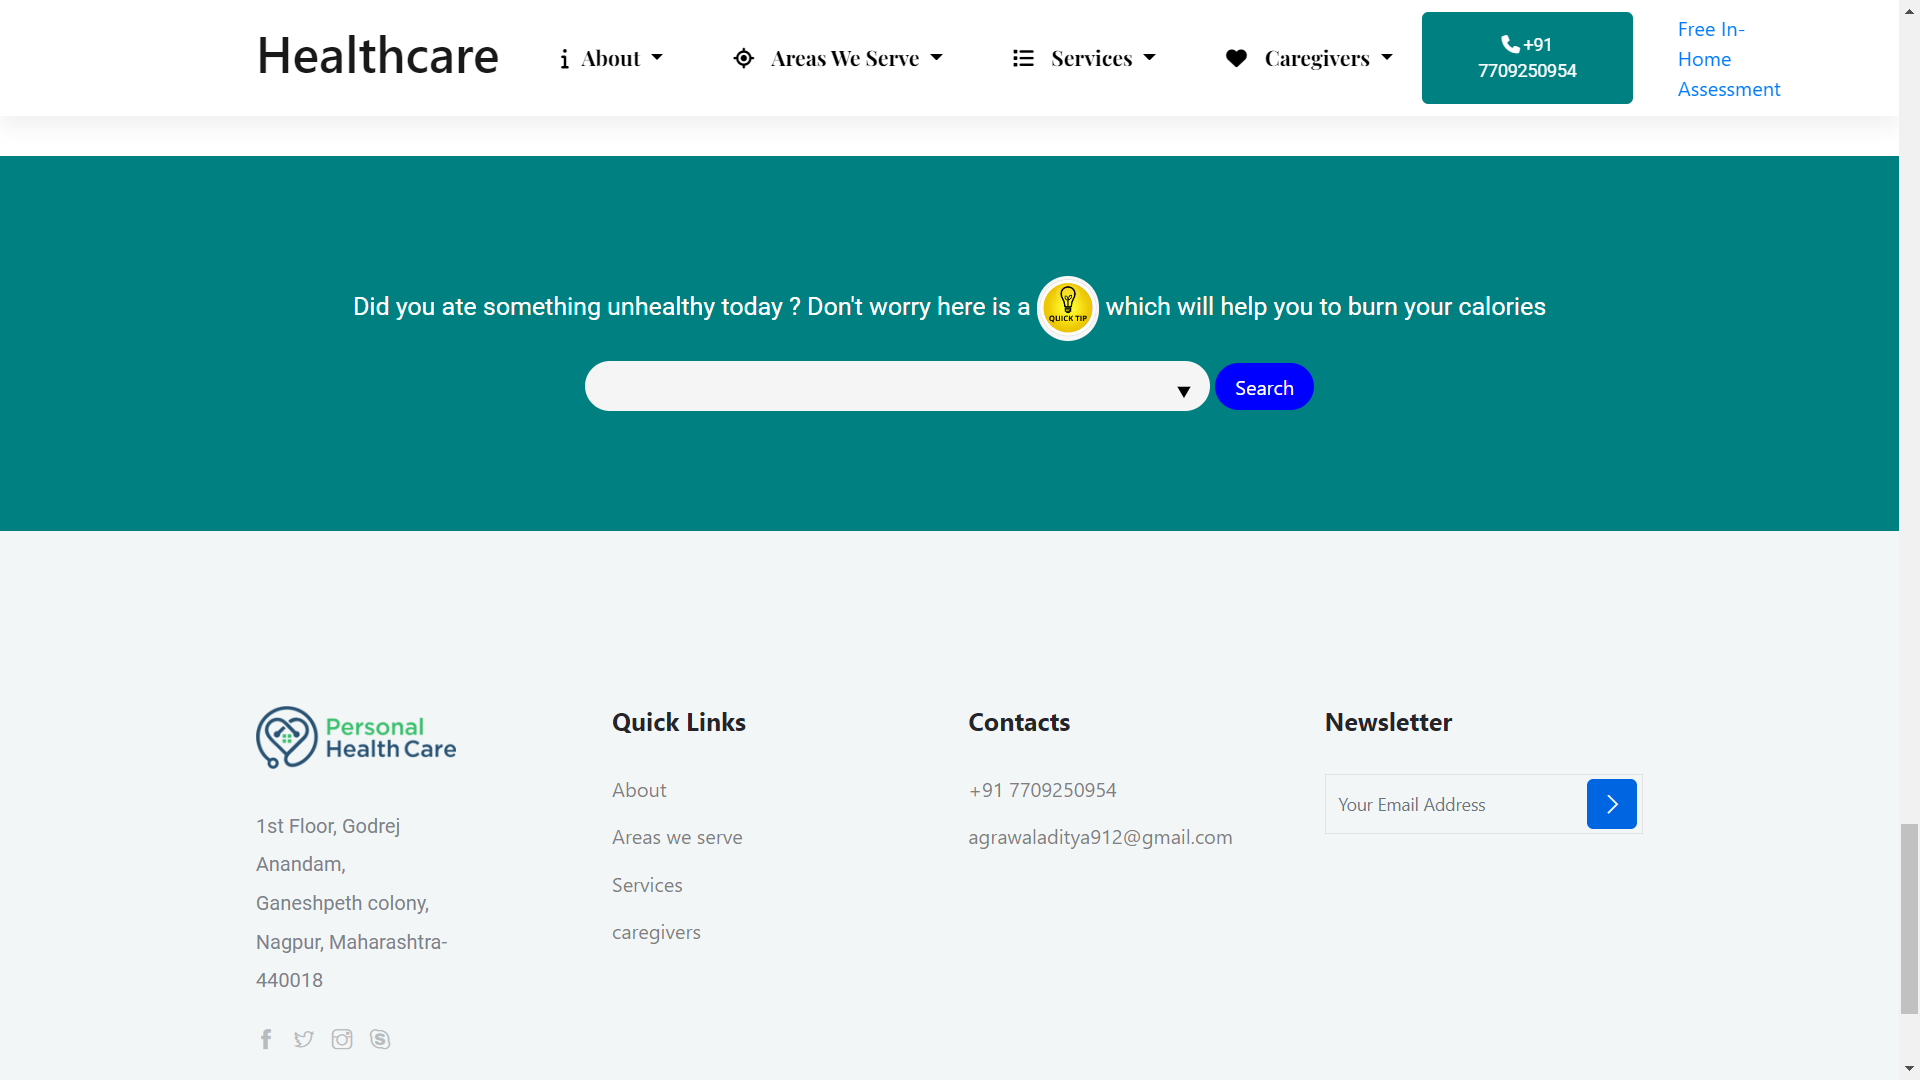 Healthcare
About
Areas We Serve
Services
Caregivers
+91
7709250954
Free In-
Home
Assessment
Did you ate something unhealthy today ? Don't worry here is a QUICK TIP which will help you to burn your calories
Search
Personal
Health Care
1st Floor, Godrej
Anandam,
Ganeshpeth colony,
Nagpur, Maharashtra-
440018
Quick Links
About
Areas we serve
Services
caregivers
Contacts
+91 7709250954
agrawaladitya912@gmail.com
Newsletter
Your Email Address